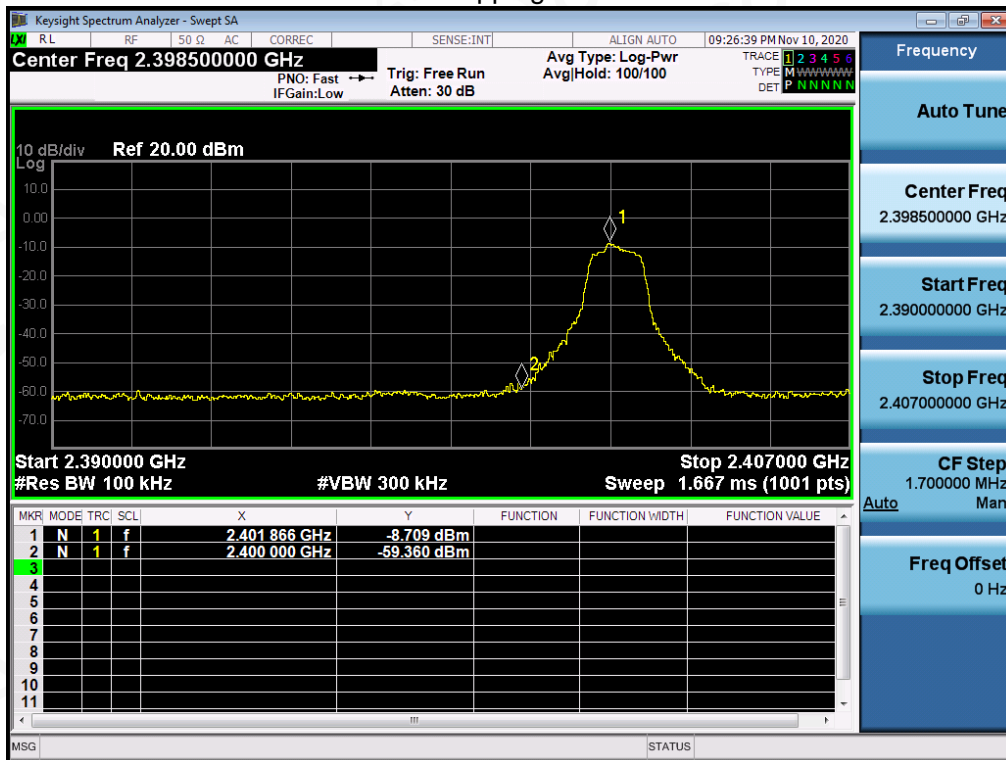 Keysight Spectrum Analyzer - Swept SA
LXI RL RF 50 Ω AC CORREC SENSE:INT ALIGN AUTO 09:26:39 PM Nov 10, 2020
Center Freq 2.398500000 GHz
PNO: Fast
IFGain:Low
Trig: Free Run
Atten: 30 dB
Avg Type: Log-Pwr
Avg|Hold: 100/100
TRACE 1 2 3 4 5 6
TYPE M W W W W W
DET P N N N N N
10 dB/div Ref 20.00 dBm
Log
10.0
0.00
-10.0
-20.0
-30.0
-40.0
-50.0
-60.0
-70.0
1
2
Start 2.390000 GHz Stop 2.407000 GHz
#Res BW 100 kHz #VBW 300 kHz Sweep 1.667 ms (1001 pts)
MKR MODE TRC SCL X Y FUNCTION FUNCTION WIDTH FUNCTION VALUE
1 N 1 f 2.401 866 GHz -8.709 dBm
2 N 1 f 2.400 000 GHz -59.360 dBm
3
4
5
6
7
8
9
10
11
MSG STATUS
Frequency
Auto Tune
Center Freq
2.398500000 GHz
Start Freq
2.390000000 GHz
Stop Freq
2.407000000 GHz
CF Step
1.700000 MHz
Auto Man
Freq Offset
0 Hz